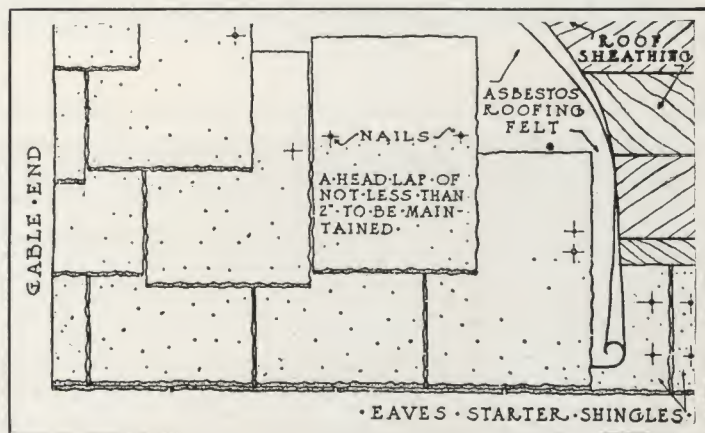 ROOF
SHEATHING
ASBESTOS
ROOFING
FELT
NAILS
A·HEAD·LAP·OF
NOT·LESS·THAN
2"·TO·BE·MAIN-
TAINED·
GABLE·END
·EAVES·STARTER·SHINGLES·